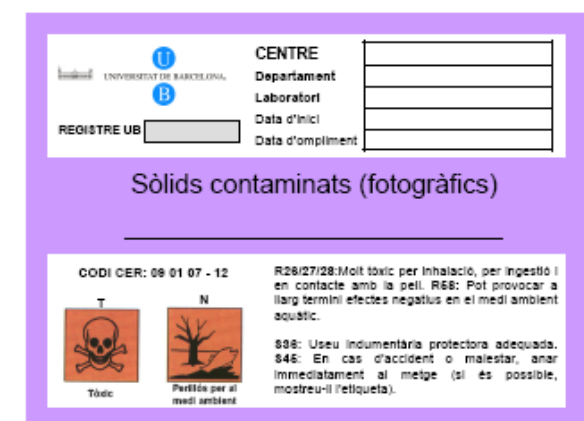 U
UNIVERSITAT DE BARCELONA
B
REGISTRE UB
CENTRE
Departament
Laboratori
Data d'inici
Data d'ompliment
Sòlids contaminats (fotogràfics)
CODI CER: 09 01 07 - 12
T
N
Tòxic
Perillós per al
medi ambient
R26/27/28:Molt tòxic per inhalació, per ingestió i
en contacte amb la pell. R58: Pot provocar a
llarg termini efectes negatius en el medi ambient
aquàtic.
S36: Useu indumentària protectora adequada.
S45: En cas d'accident o malestar, anar
immediatament al metge (si és possible,
mostreu-li l'etiqueta).